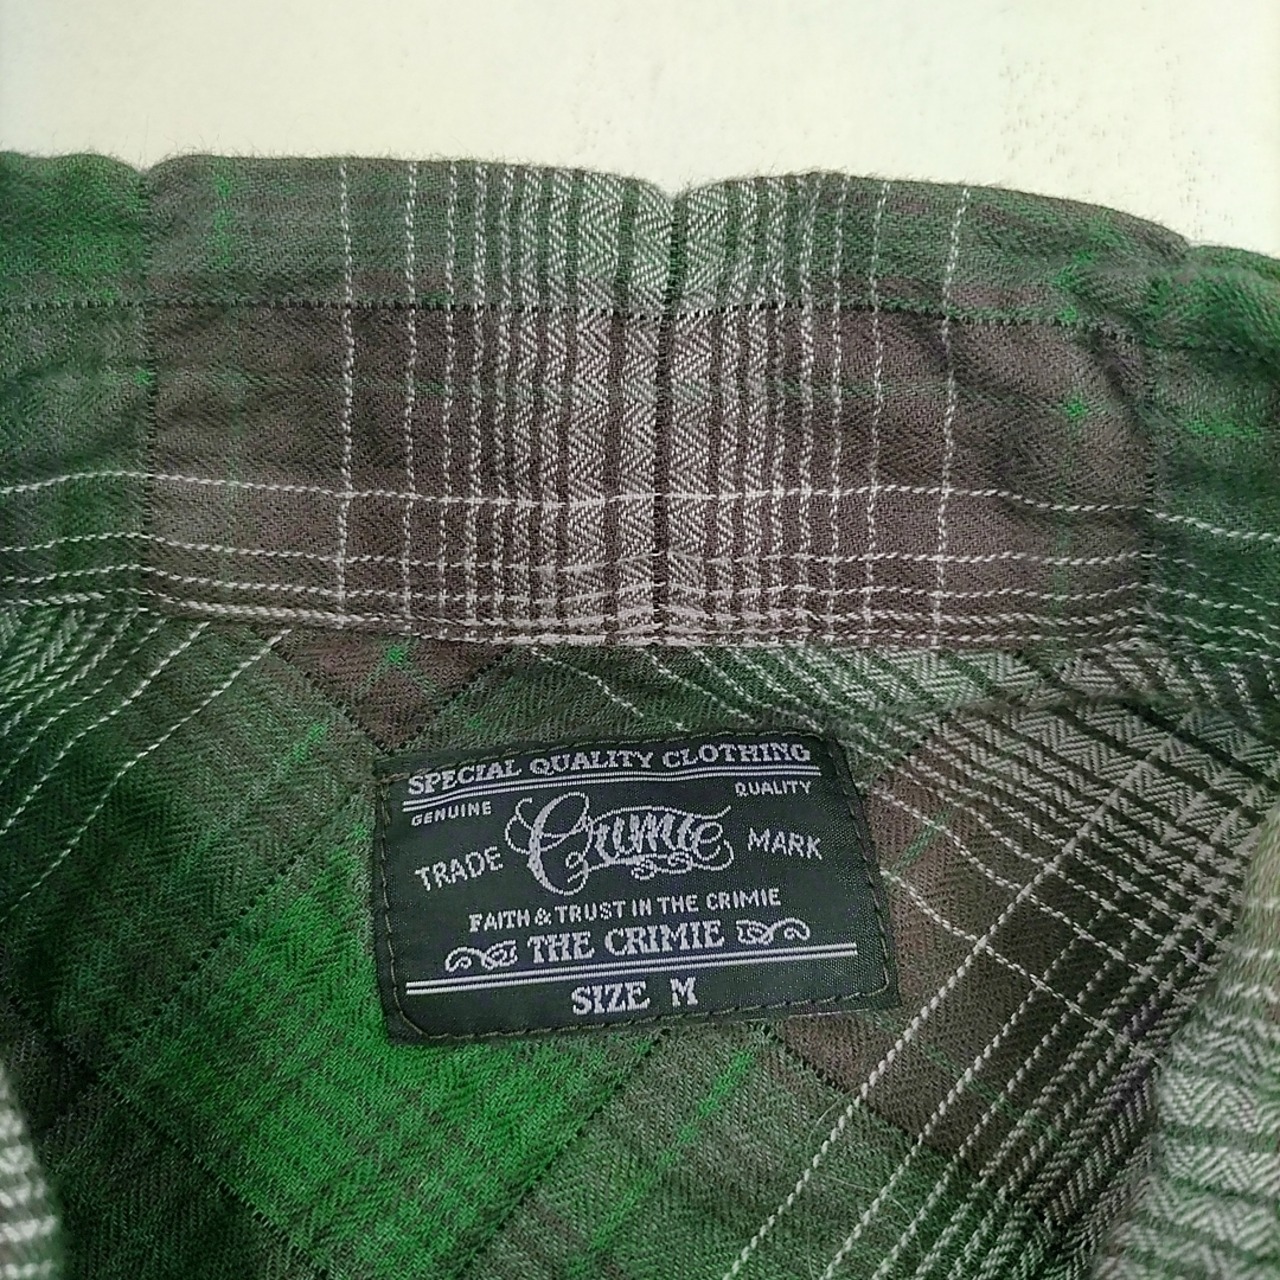 SPECIAL QUALITY CLOTHING
GENUINE QUALITY
TRADE Crimie MARK
FAITH & TRUST IN THE CRIMIE
THE CRIMIE
SIZE M